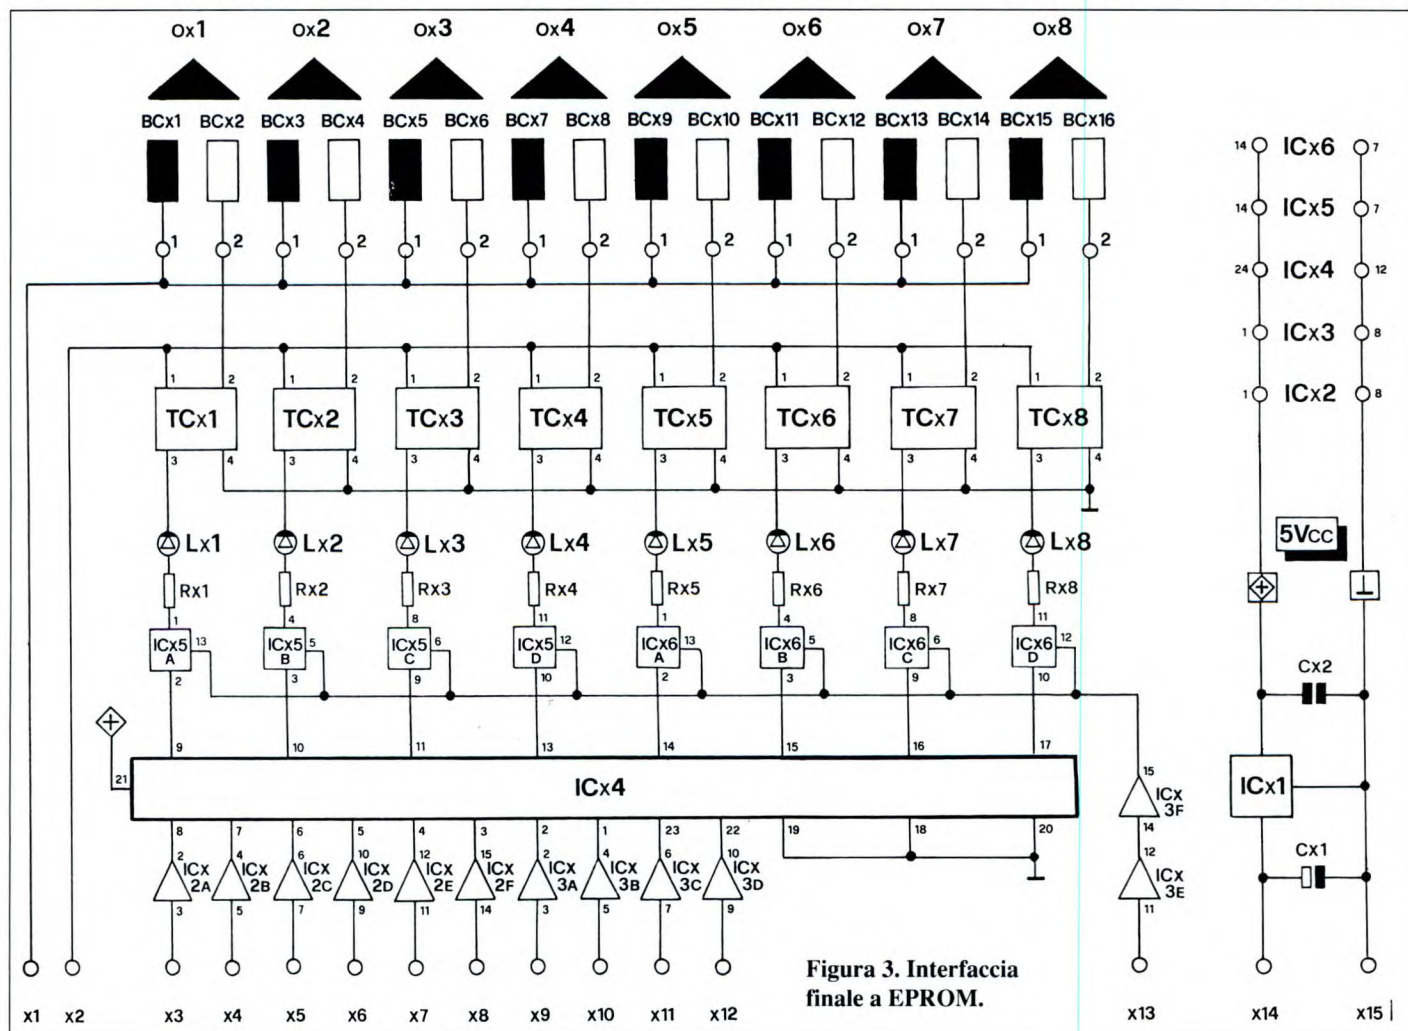 Ox1 Ox2 Ox3 Ox4 Ox5 Ox6 Ox7 Ox8
BCx1 BCx2 BCx3 BCx4 BCx5 BCx6 BCx7 BCx8 BCx9 BCx10 BCx11 BCx12 BCx13 BCx14 BCx15 BCx16
1 2 1 2 1 2 1 2 1 2 1 2 1 2 1 2
14 ICx6 7
14 ICx5 7
24 ICx4 12
1 ICx3 8
1 ICx2 8
1 2 1 2 1 2 1 2 1 2 1 2 1 2 1 2
TCx1 TCx2 TCx3 TCx4 TCx5 TCx6 TCx7 TCx8
3 4 3 4 3 4 3 4 3 4 3 4 3 4 3 4
5Vcc
Lx1 Lx2 Lx3 Lx4 Lx5 Lx6 Lx7 Lx8
Rx1 Rx2 Rx3 Rx4 Rx5 Rx6 Rx7 Rx8
1 4 8 11 1 4 8 11
ICx5 13 ICx5 5 ICx5 6 ICx5 12 ICx6 13 ICx6 5 ICx6 6 ICx6 12
A B C D A B C D
2 3 9 10 2 3 9 10
Cx2
9 10 11 13 14 15 16 17
21
ICx4
15
ICx
3F
14
ICx1
8 7 6 5 4 3 2 1 23 22 19 18 20
2 4 6 10 12 15 2 4 6 10 12
ICx ICx ICx ICx ICx ICx ICx ICx ICx ICx ICx
2A 2B 2C 2D 2E 2F 3A 3B 3C 3D 3E
3 5 7 9 11 14 3 5 7 9 11
Cx1
Figura 3. Interfaccia
finale a EPROM.
x1 x2 x3 x4 x5 x6 x7 x8 x9 x10 x11 x12 x13 x14 x15